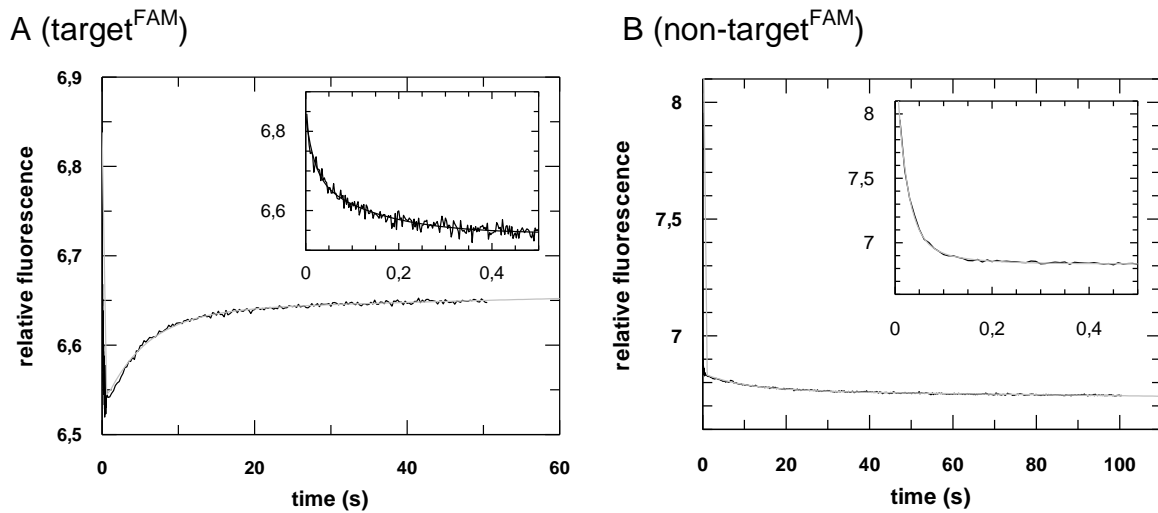 A (target^FAM)
6,9
6,8
6,7
6,6
6,5
relative fluorescence
0 20 40 60
time (s)
6,8
6,6
0 0,2 0,4
B (non-target^FAM)
8
7,5
7
relative fluorescence
0 20 40 60 80 100
time (s)
8
7,5
7
0 0,2 0,4